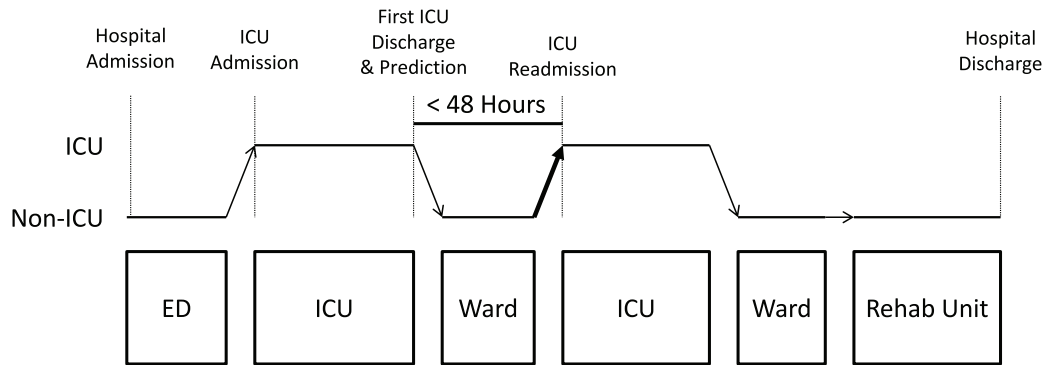 Hospital
Admission
ICU
Admission
First ICU
Discharge
& Prediction
ICU
Readmission
Hospital
Discharge
< 48 Hours
ICU
Non-ICU
ED
ICU
Ward
ICU
Ward
Rehab Unit